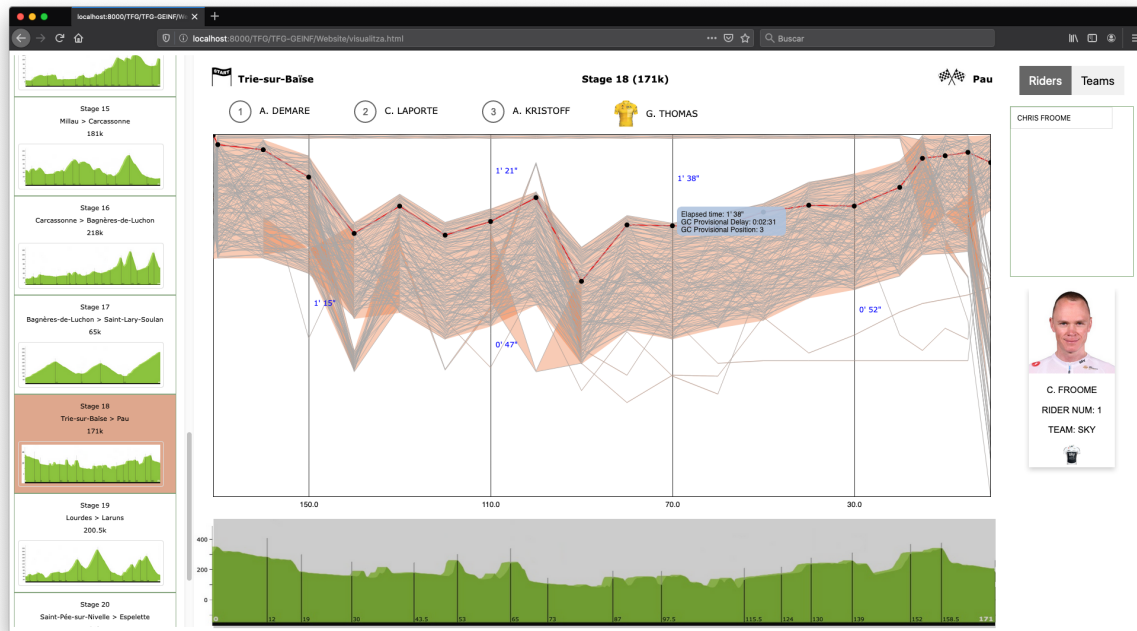 localhost:8000/TFG/TFG-GEINF/We
localhost:8000/TFG/TFG-GEINF/Website/visualitza.html
Buscar
Stage 15
Millau > Carcassonne
181k
Stage 16
Carcassonne > Bagnères-de-Luchon
218k
Stage 17
Bagnères-de-Luchon > Saint-Lary-Soulan
65k
Stage 18
Trie-sur-Baïse > Pau
171k
Stage 19
Lourdes > Laruns
200.5k
Stage 20
Saint-Pée-sur-Nivelle > Espelette
START
Trie-sur-Baïse
Stage 18 (171k)
Pau
1 A. DEMARE
2 C. LAPORTE
3 A. KRISTOFF
G. THOMAS
1' 21"
1' 38"
Elapsed time: 1' 38"
GC Provisional Delay: 0:02:31
GC Provisional Position: 3
1' 15"
0' 52"
0' 47"
150.0 110.0 70.0 30.0
400
200
0
0 12 19 30 43.5 53 65 73 87 97.5 115.5 124 130 139 152 158.5 171
Riders Teams
CHRIS FROOME
C. FROOME
RIDER NUM: 1
TEAM: SKY